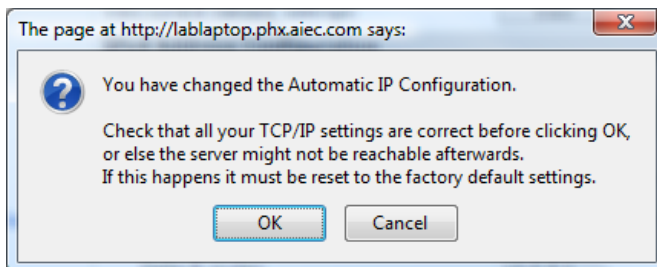 The page at http://lablaptop.phx.aiec.com says:
You have changed the Automatic IP Configuration.
Check that all your TCP/IP settings are correct before clicking OK,
or else the server might not be reachable afterwards.
If this happens it must be reset to the factory default settings.
OK
Cancel